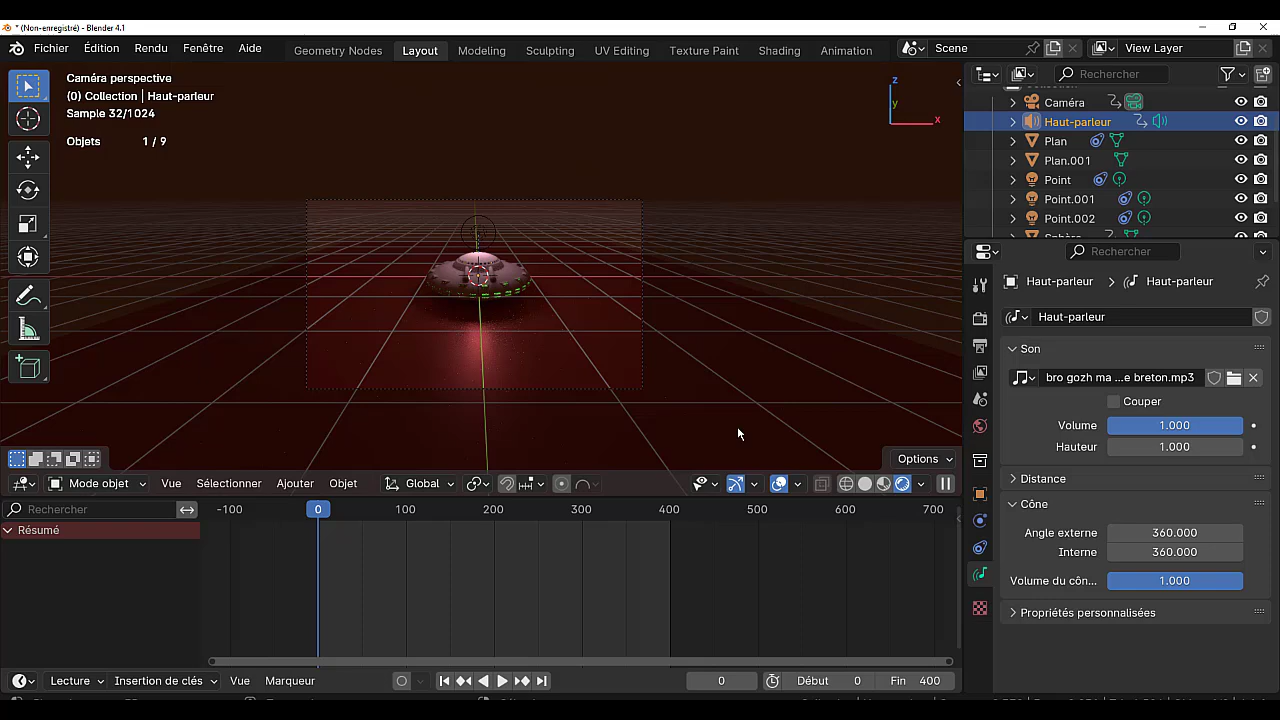 * (Non-enregistré) - Blender 4.1
Fichier Édition Rendu Fenêtre Aide Geometry Nodes Layout Modeling Sculpting UV Editing Texture Paint Shading Animation Scene View Layer
Caméra perspective
(0) Collection | Haut-parleur
Sample 32/1024
Objets 1 / 9
z
y
x
Options
Mode objet Vue Sélectionner Ajouter Objet Global
Rechercher
-100 0 100 200 300 400 500 600 700
Résumé
Lecture Insertion de clés Vue Marqueur 0 Début 0 Fin 400
Rechercher
Caméra
Haut-parleur
Plan
Plan.001
Point
Point.001
Point.002
Rechercher
Haut-parleur Haut-parleur
Haut-parleur
Son
bro gozh ma ...e breton.mp3
Couper
Volume 1.000
Hauteur 1.000
Distance
Cône
Angle externe 360.000
Interne 360.000
Volume du côn... 1.000
Propriétés personnalisées